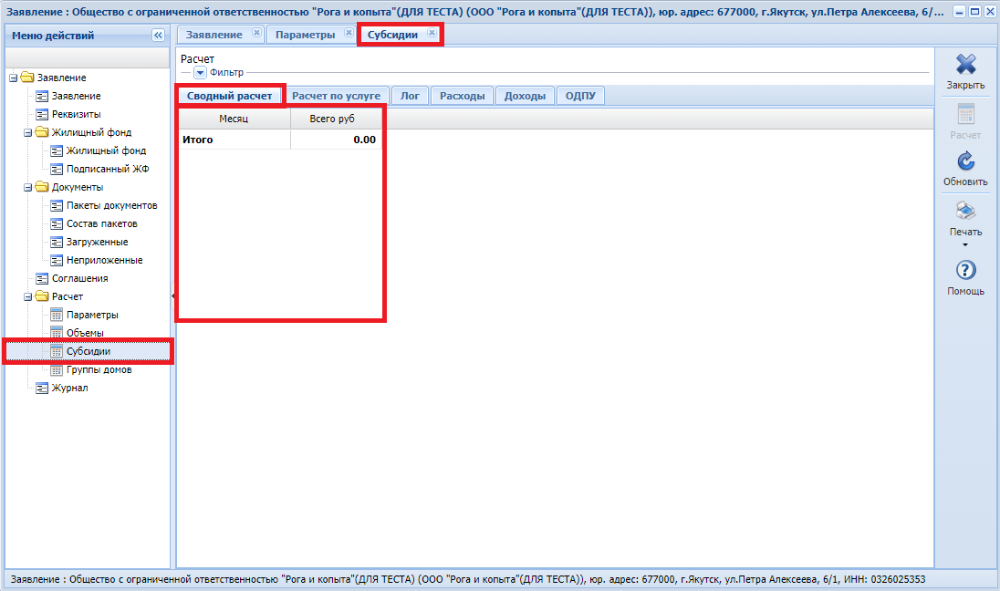 Заявление : Общество с ограниченной ответственностью "Рога и копыта"(ДЛЯ ТЕСТА) (ООО "Рога и копыта"(ДЛЯ ТЕСТА)), юр. адрес: 677000, г.Якутск, ул.Петра Алексеева, 6/...
Меню действий
Заявление
Заявление
Реквизиты
Жилищный фонд
Жилищный фонд
Подписанный ЖФ
Документы
Пакеты документов
Состав пакетов
Загруженные
Неприложенные
Соглашения
Расчет
Параметры
Объемы
Субсидии
Группы домов
Журнал
Заявление Параметры Субсидии
Расчет
Фильтр
Сводный расчет Расчет по услуге Лог Расходы Доходы ОДПУ
Месяц Всего руб
Итого 0.00
Закрыть
Расчет
Обновить
Печать
Помощь
Заявление : Общество с ограниченной ответственностью "Рога и копыта"(ДЛЯ ТЕСТА) (ООО "Рога и копыта"(ДЛЯ ТЕСТА)), юр. адрес: 677000, г.Якутск, ул.Петра Алексеева, 6/1, ИНН: 0326025353